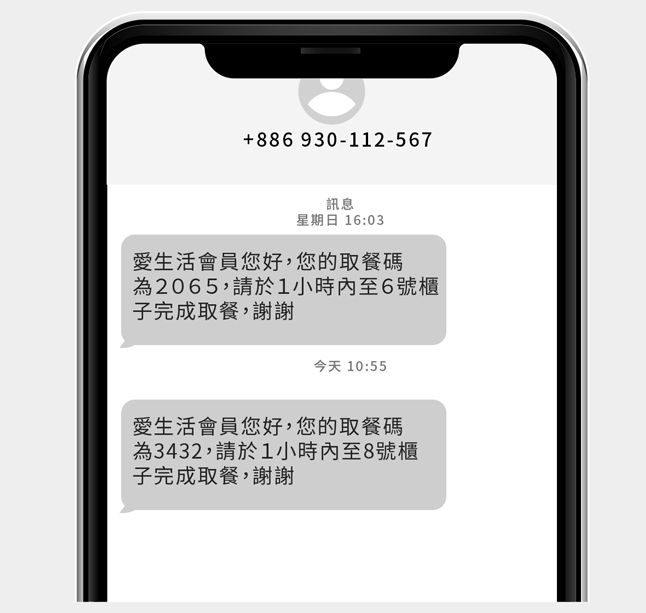 +886 930-112-567
訊息
星期日 16:03
愛生活會員您好，您的取餐碼
為２０６５，請於１小時內至６號櫃
子完成取餐，謝謝
今天 10:55
愛生活會員您好，您的取餐碼
為3432，請於１小時內至8號櫃
子完成取餐，謝謝